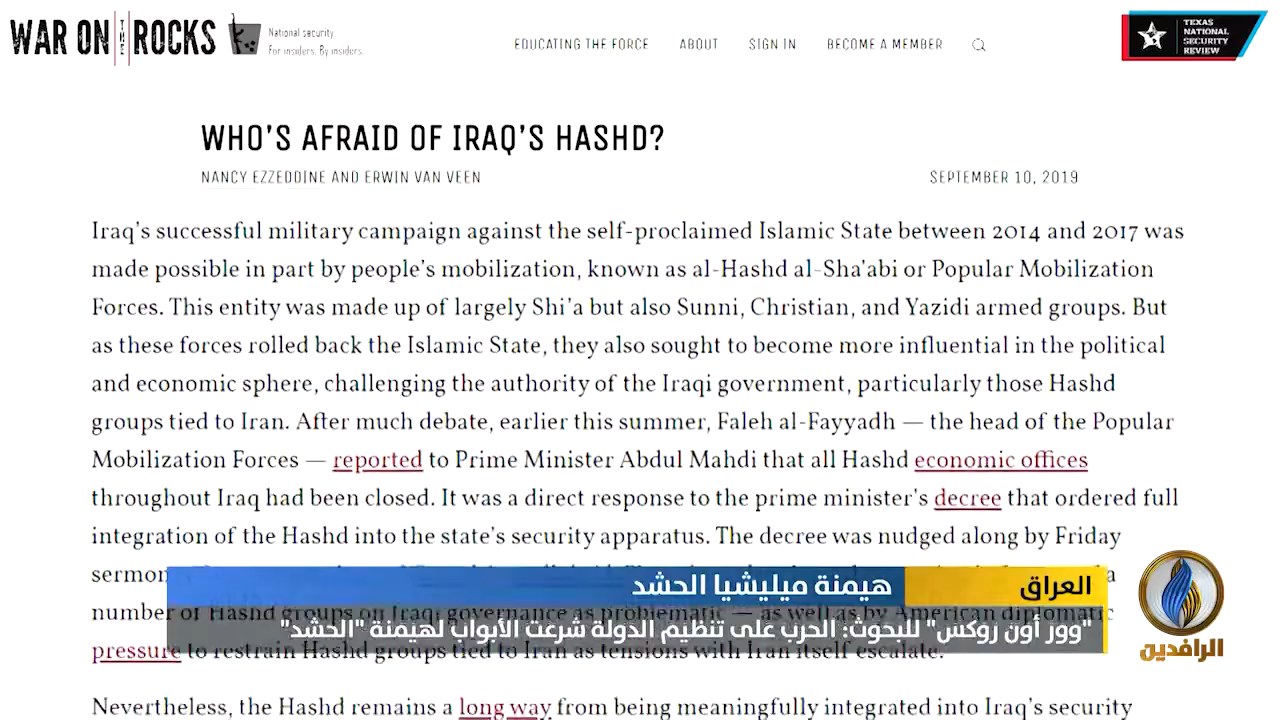 WAR ON THE ROCKS
National security.
For insiders. By insiders.
EDUCATING THE FORCE ABOUT SIGN IN BECOME A MEMBER
TEXAS
NATIONAL
SECURITY
REVIEW
WHO'S AFRAID OF IRAQ'S HASHD?
NANCY EZZEDDINE AND ERWIN VAN VEEN
SEPTEMBER 10, 2019
Iraq's successful military campaign against the self-proclaimed Islamic State between 2014 and 2017 was
made possible in part by people's mobilization, known as al-Hashd al-Sha'abi or Popular Mobilization
Forces. This entity was made up of largely Shi'a but also Sunni, Christian, and Yazidi armed groups. But
as these forces rolled back the Islamic State, they also sought to become more influential in the political
and economic sphere, challenging the authority of the Iraqi government, particularly those Hashd
groups tied to Iran. After much debate, earlier this summer, Faleh al-Fayyadh — the head of the Popular
Mobilization Forces — reported to Prime Minister Abdul Mahdi that all Hashd economic offices
throughout Iraq had been closed. It was a direct response to the prime minister's decree that ordered full
integration of the Hashd into the state's security apparatus. The decree was nudged along by Friday
a
number of Hashd groups on Iraqi governance as problematic — as well as by American diplomatic
pressure to restrain Hashd groups tied to Iran as tensions with Iran itself escalate.
Nevertheless, the Hashd remains a long way from being meaningfully integrated into Iraq's security
العراق
هيمنة ميليشيا الحشد
"وور أون روكس" للبحوث: الحرب على تنظيم الدولة شرعت الأبواب لهيمنة "الحشد"
الرافدين